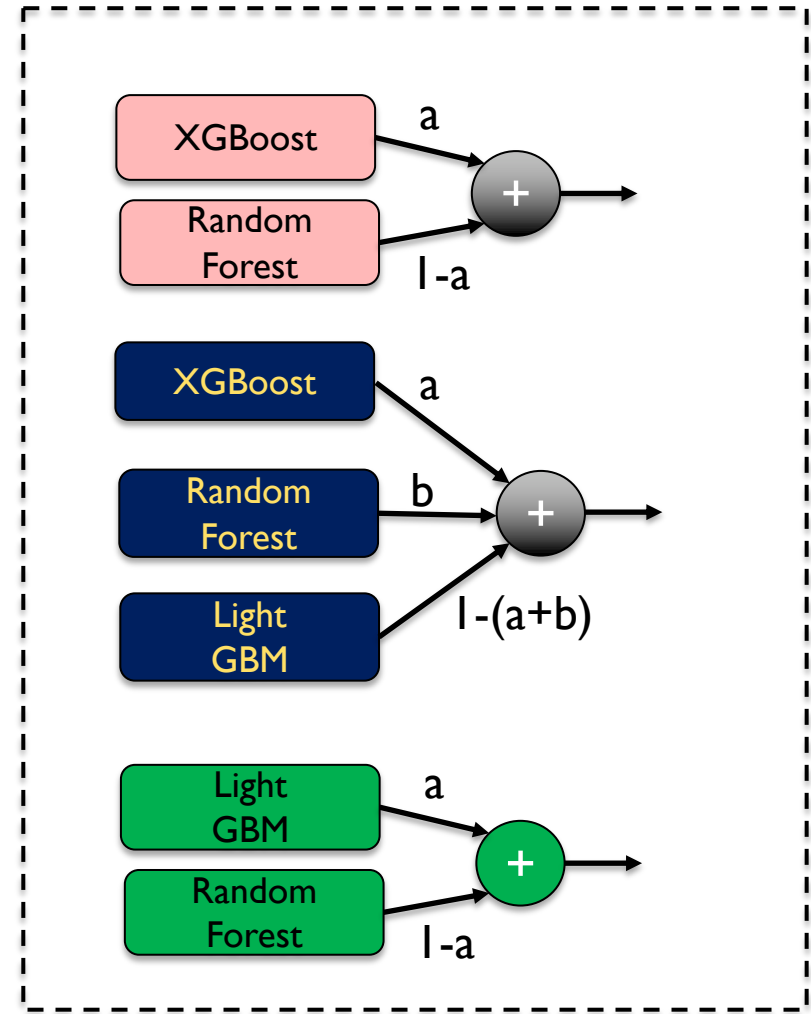 XGBoost
a
+
Random
Forest
1-a
XGBoost
a
Random
Forest
b
+
Light
GBM
1-(a+b)
Light
GBM
a
+
Random
Forest
1-a